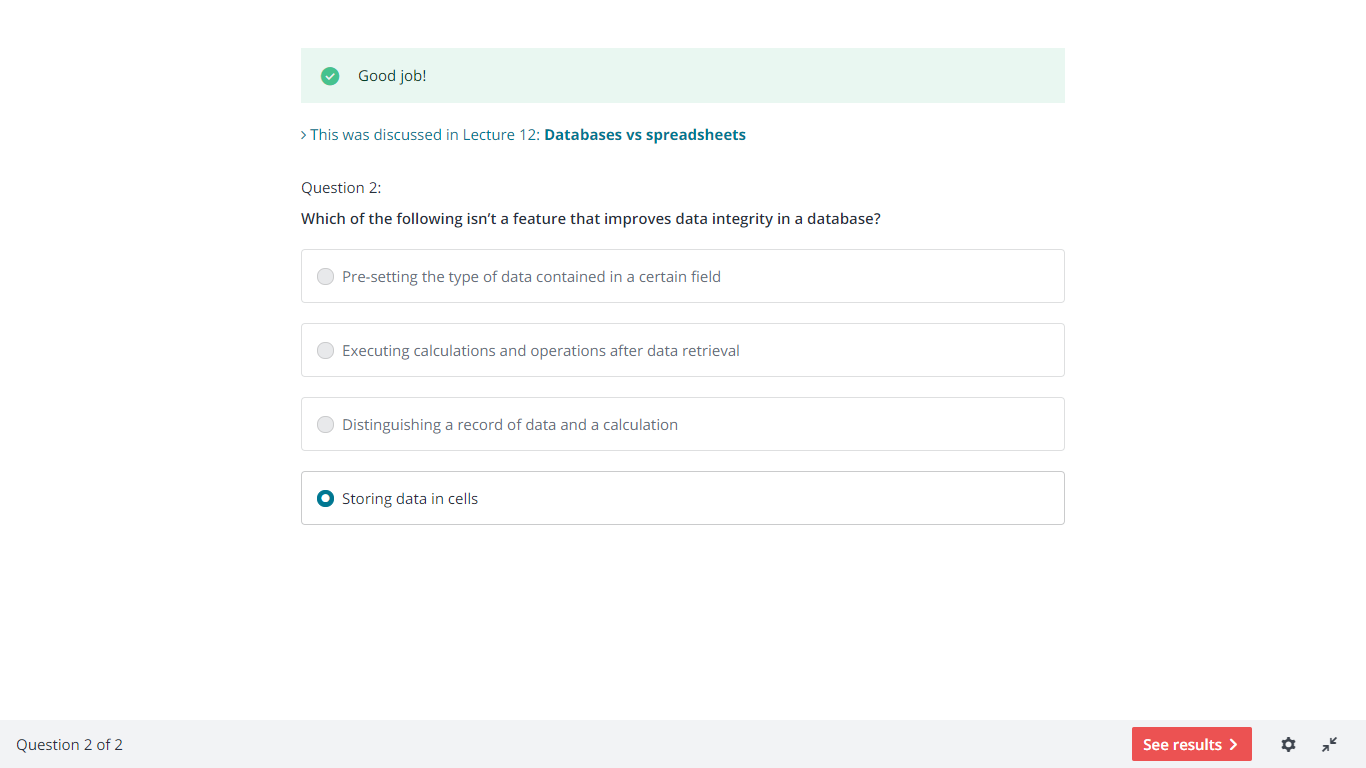 Good job!
This was discussed in Lecture 12: Databases vs spreadsheets
Question 2:
Which of the following isn't a feature that improves data integrity in a database?
Pre-setting the type of data contained in a certain field
Executing calculations and operations after data retrieval
Distinguishing a record of data and a calculation
Storing data in cells
Question 2 of 2
See results